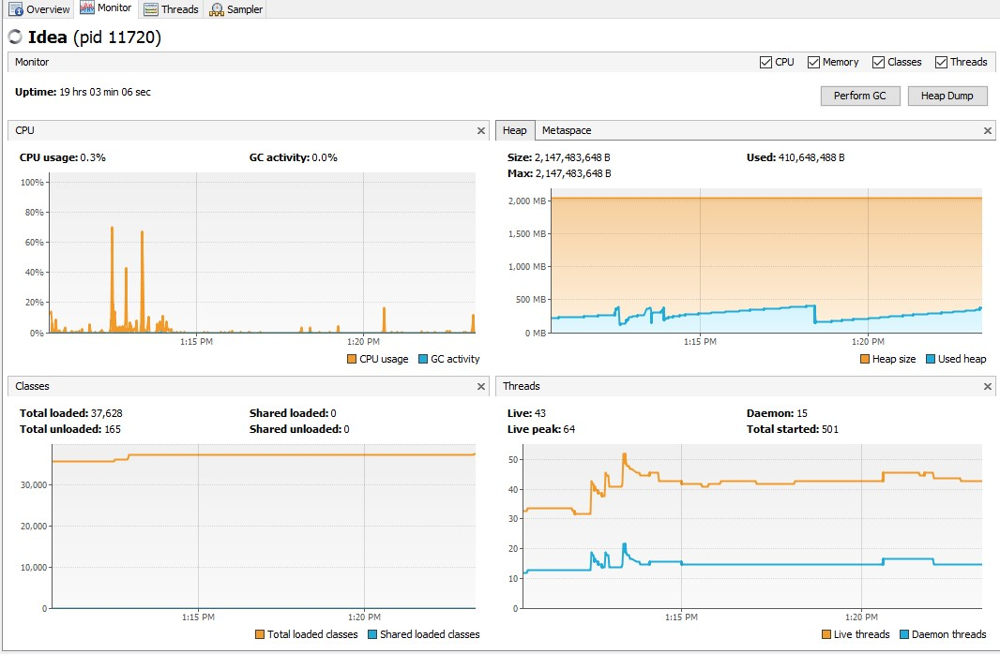 Overview Monitor Threads Sampler
Idea (pid 11720)
Monitor CPU Memory Classes Threads
Uptime: 19 hrs 03 min 06 sec
Perform GC Heap Dump
CPU
CPU usage: 0.3% GC activity: 0.0%
100%
80%
60%
40%
20%
0%
1:15 PM 1:20 PM
CPU usage GC activity
Heap Metaspace
Size: 2,147,483,648 B Used: 410,648,488 B
Max: 2,147,483,648 B
2,000 MB
1,500 MB
1,000 MB
500 MB
0 MB
1:15 PM 1:20 PM
Heap size Used heap
Classes
Total loaded: 37,628 Shared loaded: 0
Total unloaded: 165 Shared unloaded: 0
30,000
20,000
10,000
0
1:15 PM 1:20 PM
Total loaded classes Shared loaded classes
Threads
Live: 43 Daemon: 15
Live peak: 64 Total started: 501
50
40
30
20
10
0
1:15 PM 1:20 PM
Live threads Daemon threads